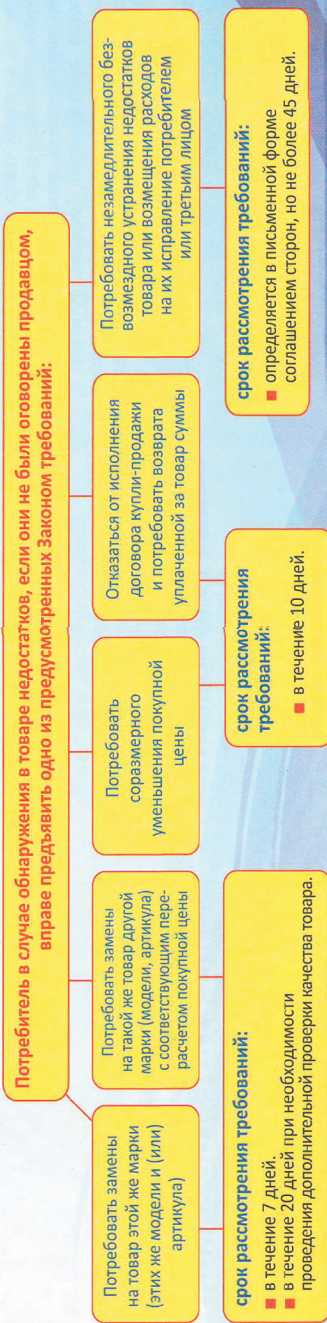 Потребитель в случае обнаружения в товаре недостатков, если они не были оговорены продавцом,
вправе предъявить одно из предусмотренных Законом требований:
Потребовать замены
на товар этой же марки
(этих же модели и (или)
артикула)
Потребовать замены
на такой же товар другой
марки (модели, артикула)
с соответствующим пере-
расчетом покупной цены
Потребовать
соразмерного
уменьшения покупной
цены
Отказаться от исполнения
договора купли-продажи
и потребовать возврата
уплаченной за товар суммы
Потребовать незамедлительного без-
возмездного устранения недостатков
товара или возмещения расходов
на их исправление потребителем
или третьим лицом
срок рассмотрения требований:
в течение 7 дней.
в течение 20 дней при необходимости
проведения дополнительной проверки качества товара.
срок рассмотрения
требований:
в течение 10 дней.
срок рассмотрения требований:
определяется в письменной форме
соглашением сторон, но не более 45 дней.